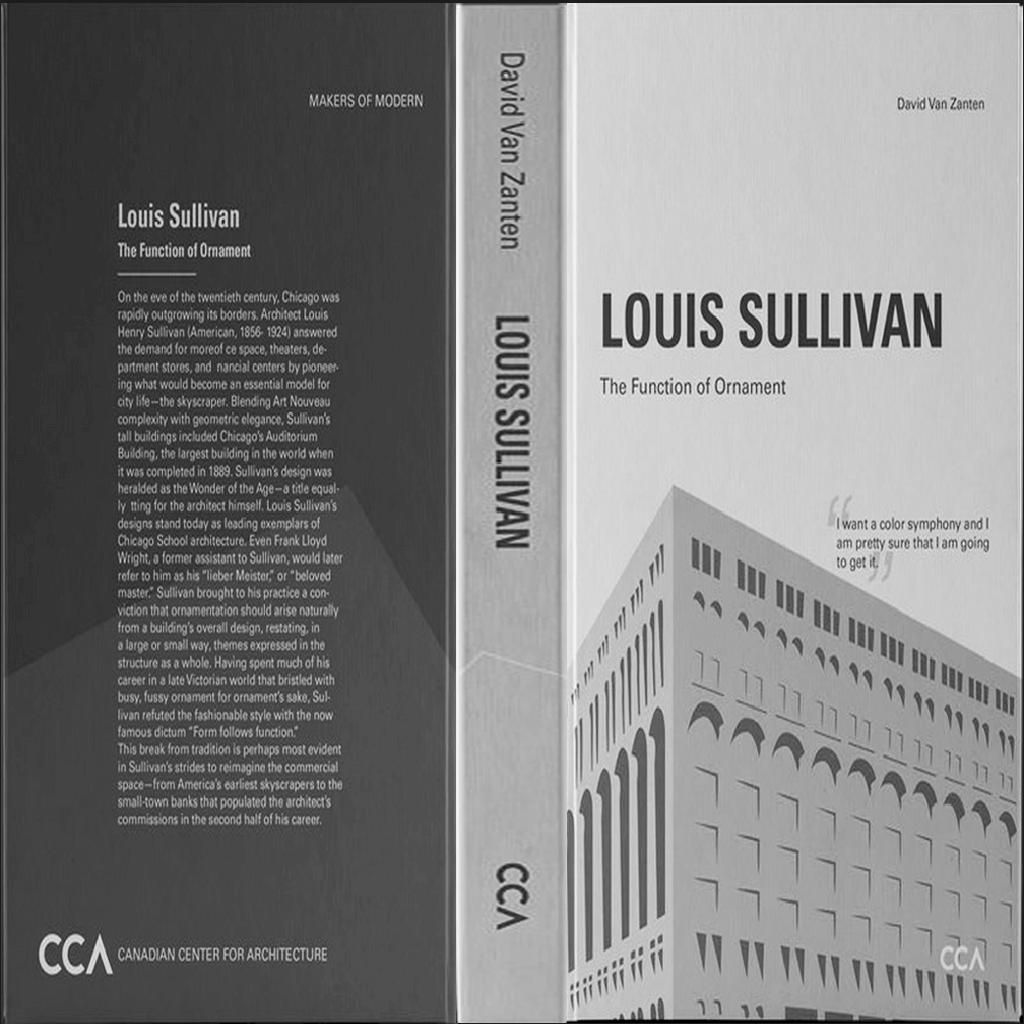 MAKERS OF MODERN
Louis Sullivan
The Function of Ornament
On the eve of the twentieth century, Chicago was
rapidly outgrowing its borders. Architect Louis
Henry Sullivan (American, 1856- 1924) answered
the demand for moreof ce space, theaters, de-
partment stores, and nancial centers by pioneer-
ing what would become an essential model for
city life—the skyscraper. Blending Art Nouveau
complexity with geometric elegance, Sullivan's
tall buildings included Chicago's Auditorium
Building, the largest building in the world when
it was completed in 1889. Sullivan's design was
heralded as the Wonder of the Age—a title equal-
ly tting for the architect himself. Louis Sullivan's
designs stand today as leading exemplars of
Chicago School architecture. Even Frank Lloyd
Wright, a former assistant to Sullivan, would later
refer to him as his "lieber Meister," or "beloved
master." Sullivan brought to his practice a con-
viction that ornamentation should arise naturally
from a building's overall design, restating, in
a large or small way, themes expressed in the
structure as a whole. Having spent much of his
career in a late Victorian world that bristled with
busy, fussy ornament for ornament's sake, Sul-
livan refuted the fashionable style with the now
famous dictum "Form follows function."
This break from tradition is perhaps most evident
in Sullivan's strides to reimagine the commercial
space—from America's earliest skyscrapers to the
small-town banks that populated the architect's
commissions in the second half of his career.
CCA CANADIAN CENTER FOR ARCHITECTURE
David Van Zanten
LOUIS SULLIVAN
CCA
David Van Zanten
LOUIS SULLIVAN
The Function of Ornament
"I want a color symphony and I
am pretty sure that I am going
to get it."
CCA